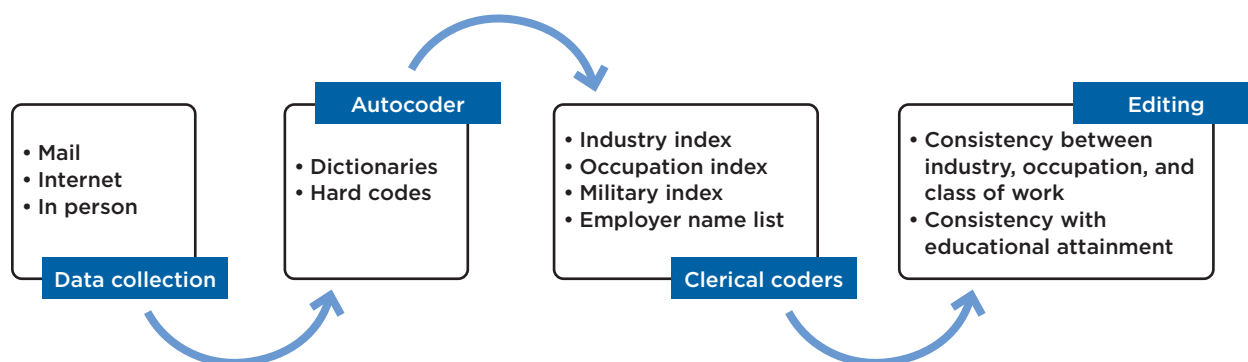 • Mail
• Internet
• In person
Data collection
Autocoder
• Dictionaries
• Hard codes
• Industry index
• Occupation index
• Military index
• Employer name list
Clerical coders
Editing
• Consistency between
industry, occupation, and
class of work
• Consistency with
educational attainment